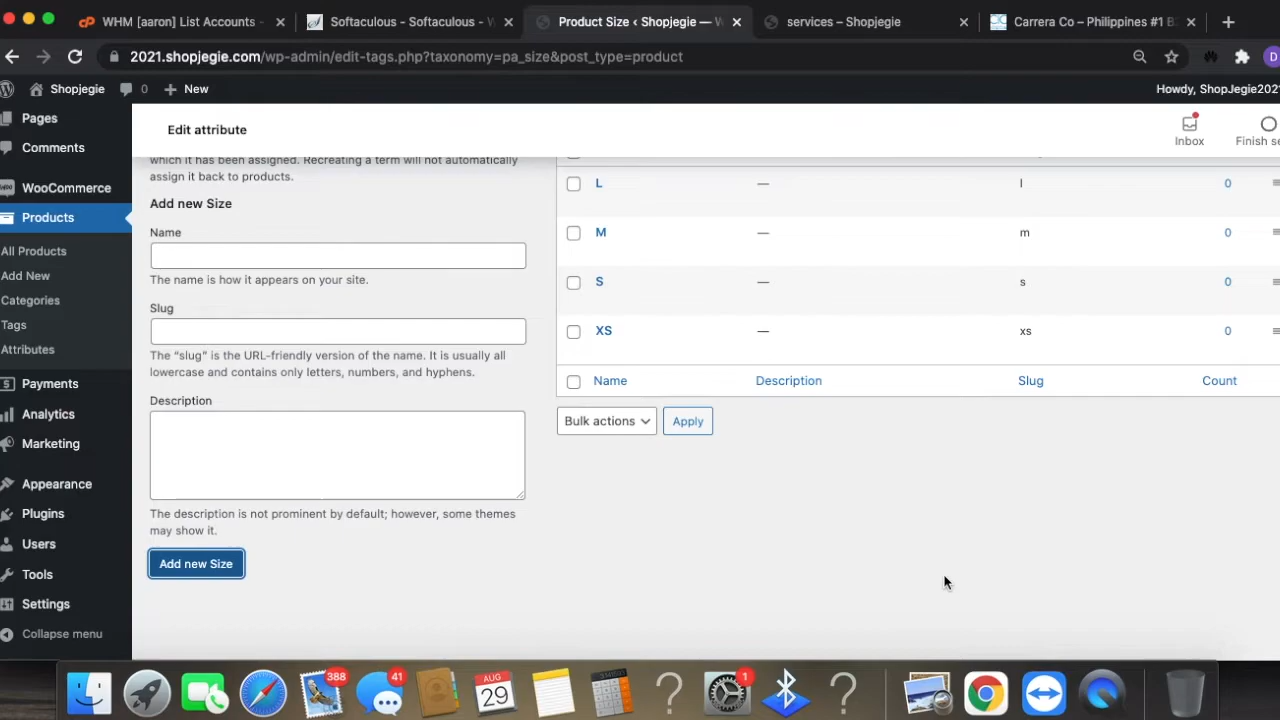 WHM [aaron] List Accounts -
Softaculous - Softaculous - W
Product Size ‹ Shopjegie — W
services – Shopjegie
Carrera Co – Philippines #1 B
2021.shopjegie.com/wp-admin/edit-tags.php?taxonomy=pa_size&post_type=product
D
Shopjegie
0
+ New
Howdy, ShopJegie2021
Pages
Comments
WooCommerce
Products
All Products
Add New
Categories
Tags
Attributes
Payments
Analytics
Marketing
Appearance
Plugins
Users
Tools
Settings
Collapse menu
Edit attribute
Inbox
Finish se
which it has been assigned. Recreating a term will not automatically
assign it back to products.
Add new Size
Name
The name is how it appears on your site.
Slug
The “slug” is the URL-friendly version of the name. It is usually all
lowercase and contains only letters, numbers, and hyphens.
Description
The description is not prominent by default; however, some themes
may show it.
Add new Size
L — l 0
M — m 0
S — s 0
XS — xs 0
Name Description Slug Count
Bulk actions Apply
388
41
AUG
29
1